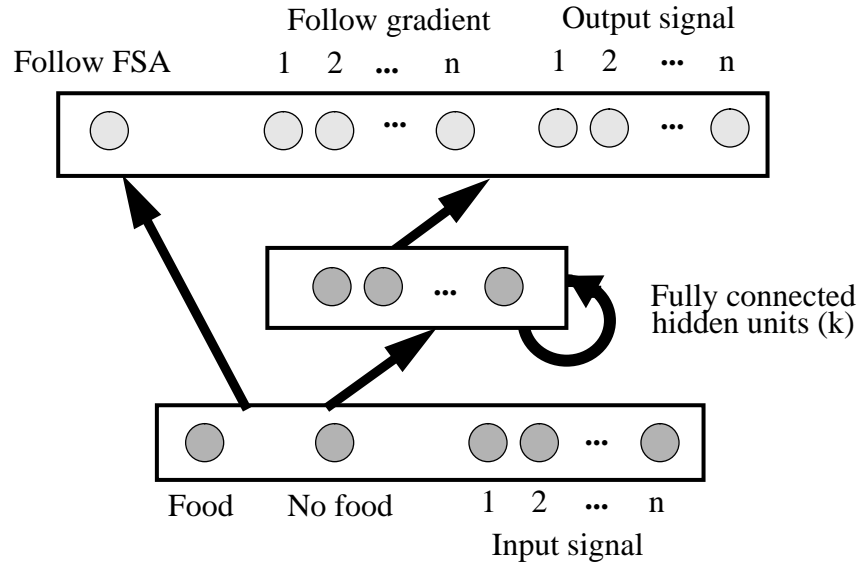 Follow gradient Output signal
Follow FSA 1 2 ... n 1 2 ... n
... ...
...
Fully connected
hidden units (k)
...
Food No food 1 2 ... n
Input signal